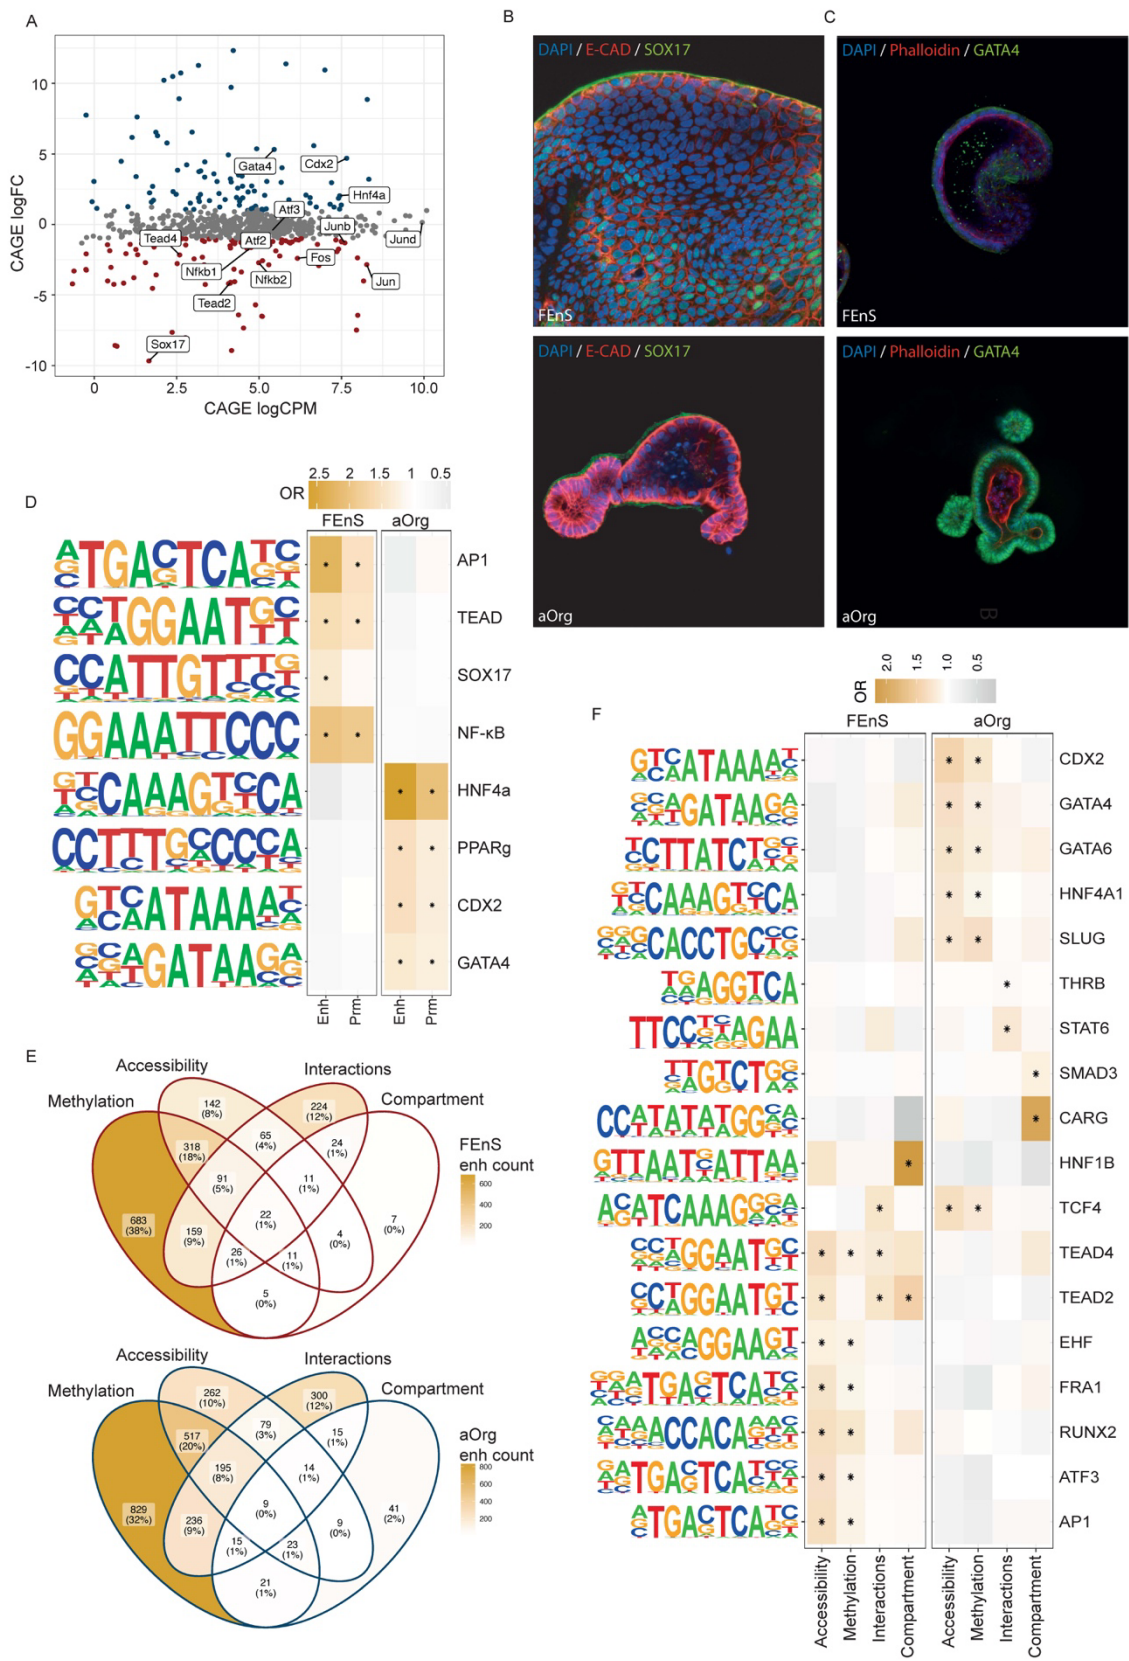 A
CAGE logFC
10
5
0
-5
-10
Gata4
Cdx2
Hnf4a
Atf3
Junb
Jund
Tead4
Atf2
Nfkb1
Nfkb2
Fos
Jun
Tead2
Sox17
0
2.5
5.0
7.5
10.0
CAGE logCPM
B
DAPI / E-CAD / SOX17
FEnS
DAPI / E-CAD / SOX17
aOrg
C
DAPI / Phalloidin / GATA4
FEnS
DAPI / Phalloidin / GATA4
aOrg
D
OR
2.5 2 1.5 1 0.5
FEnS aOrg
AP1
TEAD
SOX17
NF-κB
HNF4a
PPARg
CDX2
GATA4
Enh Prm Enh Prm
E
Methylation
Accessibility
Interactions
Compartment
142
(8%)
224
(12%)
318
(18%)
65
(4%)
24
(1%)
91
(5%)
11
(1%)
683
(38%)
159
(9%)
22
(1%)
4
(0%)
7
(0%)
26
(1%)
11
(1%)
5
(0%)
FEnS
enh count
600
400
200
Methylation
Accessibility
Interactions
Compartment
262
(10%)
300
(12%)
517
(20%)
79
(3%)
15
(1%)
195
(8%)
14
(1%)
829
(32%)
236
(9%)
9
(0%)
9
(0%)
41
(2%)
15
(1%)
23
(1%)
21
(1%)
aOrg
enh count
800
600
400
200
F
OR
2.0 1.5 1.0 0.5
FEnS aOrg
CDX2
GATA4
GATA6
HNF4A1
SLUG
THRB
STAT6
SMAD3
CARG
HNF1B
TCF4
TEAD4
TEAD2
EHF
FRA1
RUNX2
ATF3
AP1
Accessibility
Methylation
Interactions
Compartment
Accessibility
Methylation
Interactions
Compartment